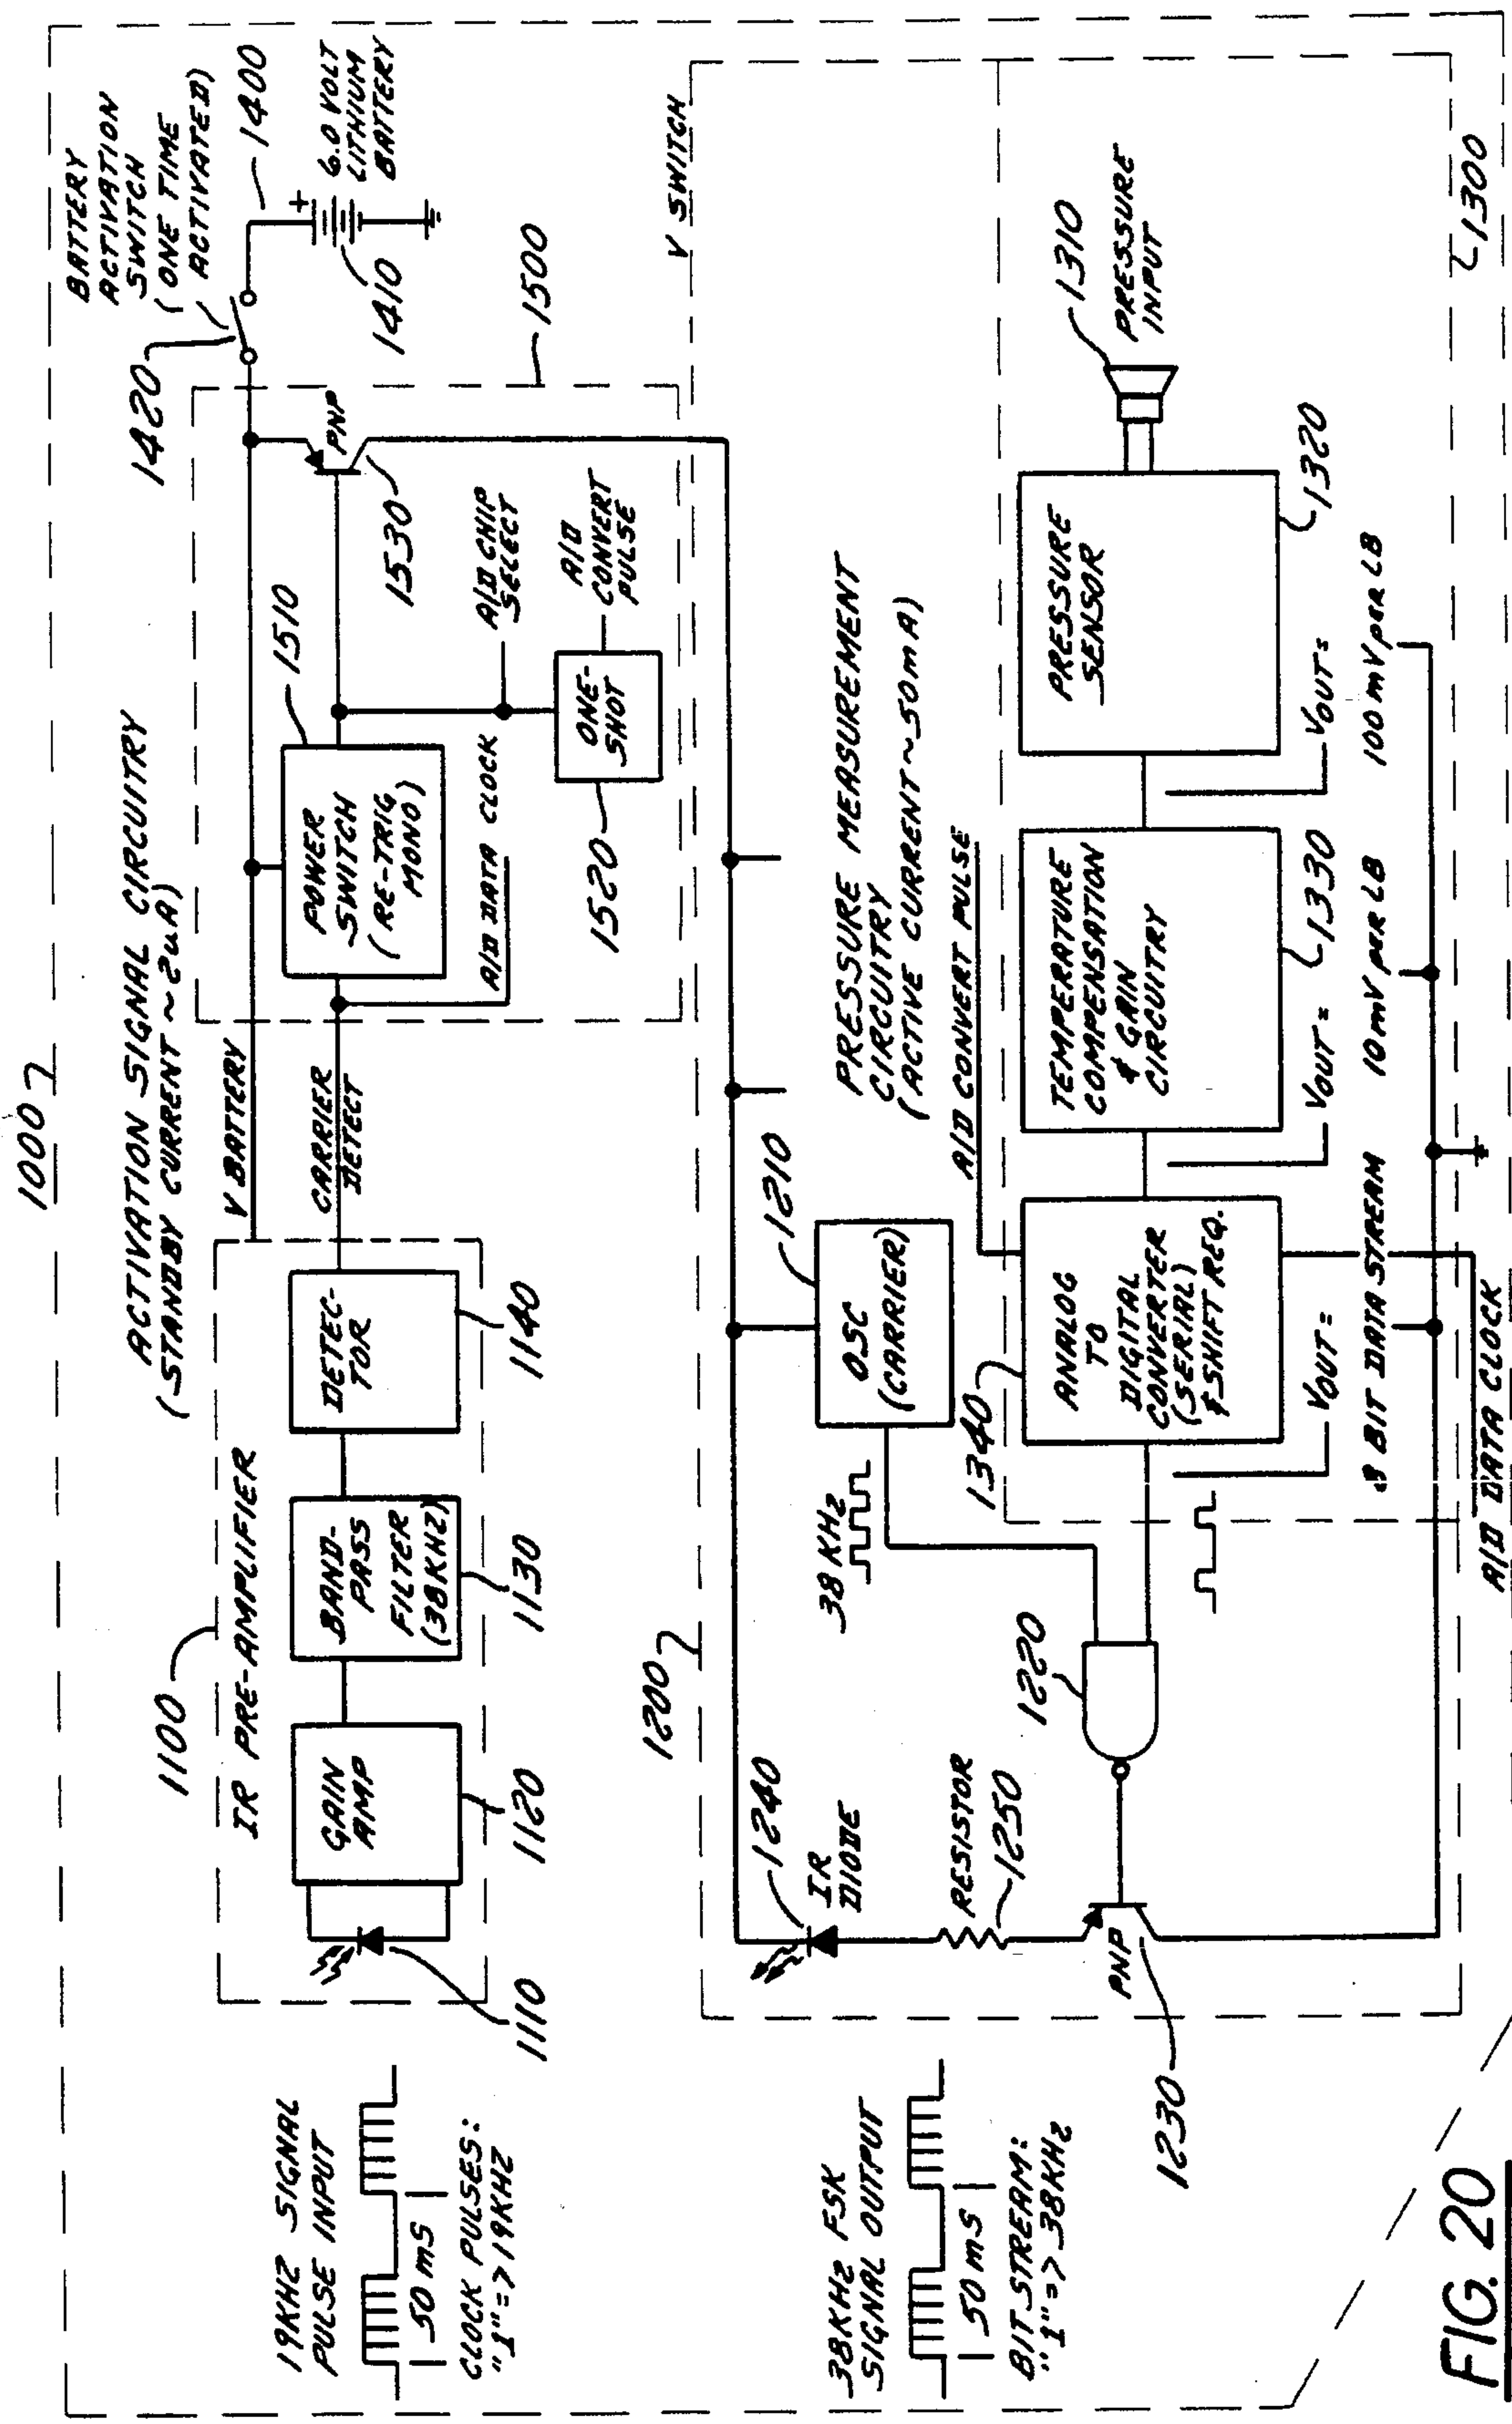 1000
ACTIVATION SIGNAL CIRCUITRY
(STANDBY CURRENT ~2uA)
BATTERY
ACTIVATION
SWITCH
(ONE TIME
ACTIVATED)
1420
1400
+
6.0 VOLT
LITHIUM
BATTERY
1410
1100
IR PRE-AMPLIFIER
V BATTERY
CARRIER
DETECT
GAIN
AMP
1120
BAND-
PASS
FILTER
(38KHZ)
1130
DETEC-
TOR
1140
1110
1510
POWER
SWITCH
(RE-TRIG
MONO)
A/D DATA CLOCK
PNP
1530
A/D CHIP
SELECT
ONE-
SHOT
1520
A/D
CONVERT
PULSE
1500
19KHZ SIGNAL
PULSE INPUT
50 mS
CLOCK PULSES:
"1"=>19KHZ
1200
V SWITCH
PRESSURE MEASUREMENT
CIRCUITRY
(ACTIVE CURRENT~50mA)
1240
IR
DIODE
RESISTOR
1250
PNP
1230
1220
38 KHz
1210
OSC
(CARRIER)
A/D CONVERT PULSE
1340
ANALOG
TO
DIGITAL
CONVERTER
(SERIAL)
& SHIFT REQ.
TEMPERATURE
COMPENSATION
& GAIN
CIRCUITRY
1330
PRESSURE
SENSOR
1320
1310
PRESSURE
INPUT
VOUT=
8 BIT DATA STREAM
VOUT=
10mV PER LB
VOUT=
100mV per LB
A/D DATA CLOCK
1300
38KHz FSK
SIGNAL OUTPUT
50 mS
BIT STREAM:
"1"=>38KHz
FIG. 20